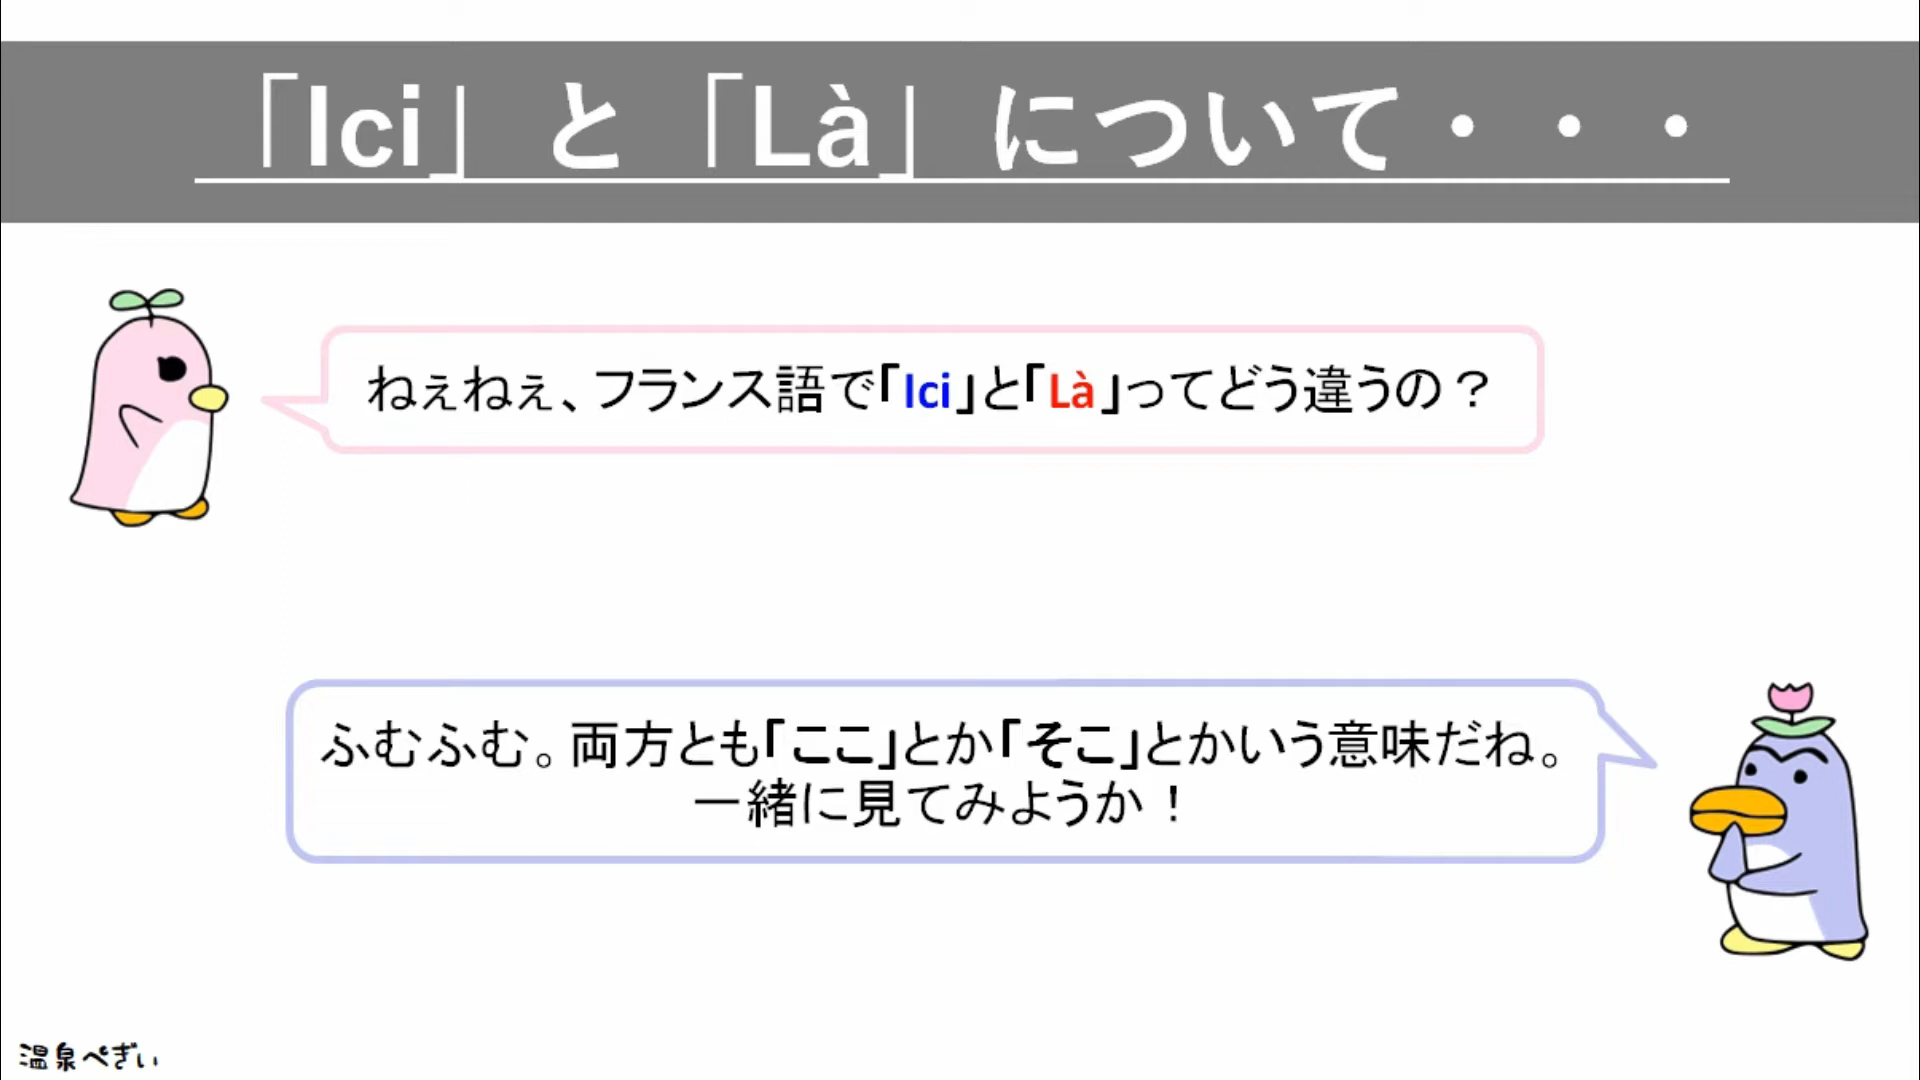 「Ici」と「Là」について・・・
ねぇねぇ、フランス語で「Ici」と「Là」ってどう違うの？
ふむふむ。両方とも「ここ」とか「そこ」とかいう意味だね。
一緒に見てみようか！
温泉ぺぎぃ